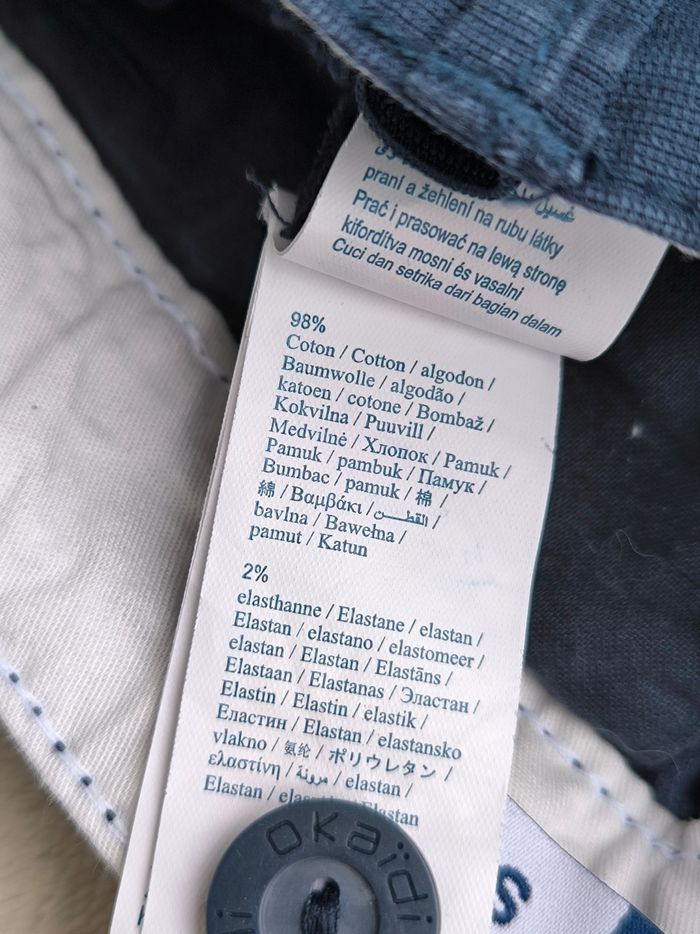 praní a žehlení na rubu látky
Prać i prasować na lewą stronę
kifordítva mosni és vasalni
Cuci dan setrika dari bagian dalam
98%
Coton / Cotton / algodon /
Baumwolle / algodão /
katoen / cotone / Bombaž /
Kokvilna / Puuvill /
Medvilnė / Хлопок / Pamuk /
Pamuk / pambuk / Памук /
Bumbac / pamuk / 棉 /
綿 / Βαμβάκι / القطن /
bavlna / Bawełna /
pamut / Katun
2%
elasthanne / Elastane / elastan /
Elastan / elastano / elastomeer /
elastan / Elastan / Elastāns /
Elastaan / Elastanas / Эластан /
Elastin / Elastin / ëlastik /
Еластин / Elastan / elastansko
vlakno / 氨纶 / ポリウレタン /
ελαστίνη / مرونة / elastan /
Elastan /
okaïdi